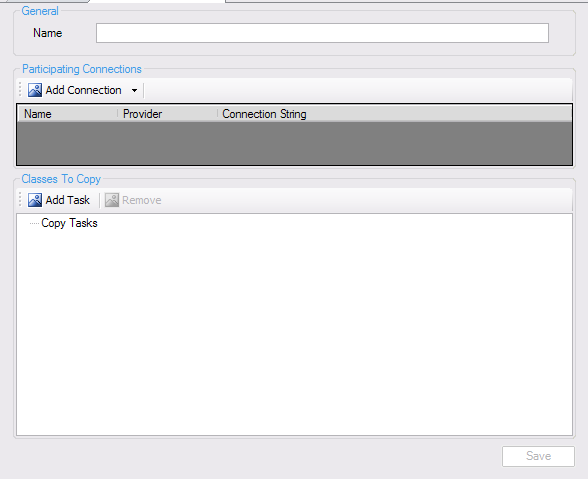 General
Name
Participating Connections
Add Connection
Name Provider Connection String
Classes To Copy
Add Task Remove
Copy Tasks
Save